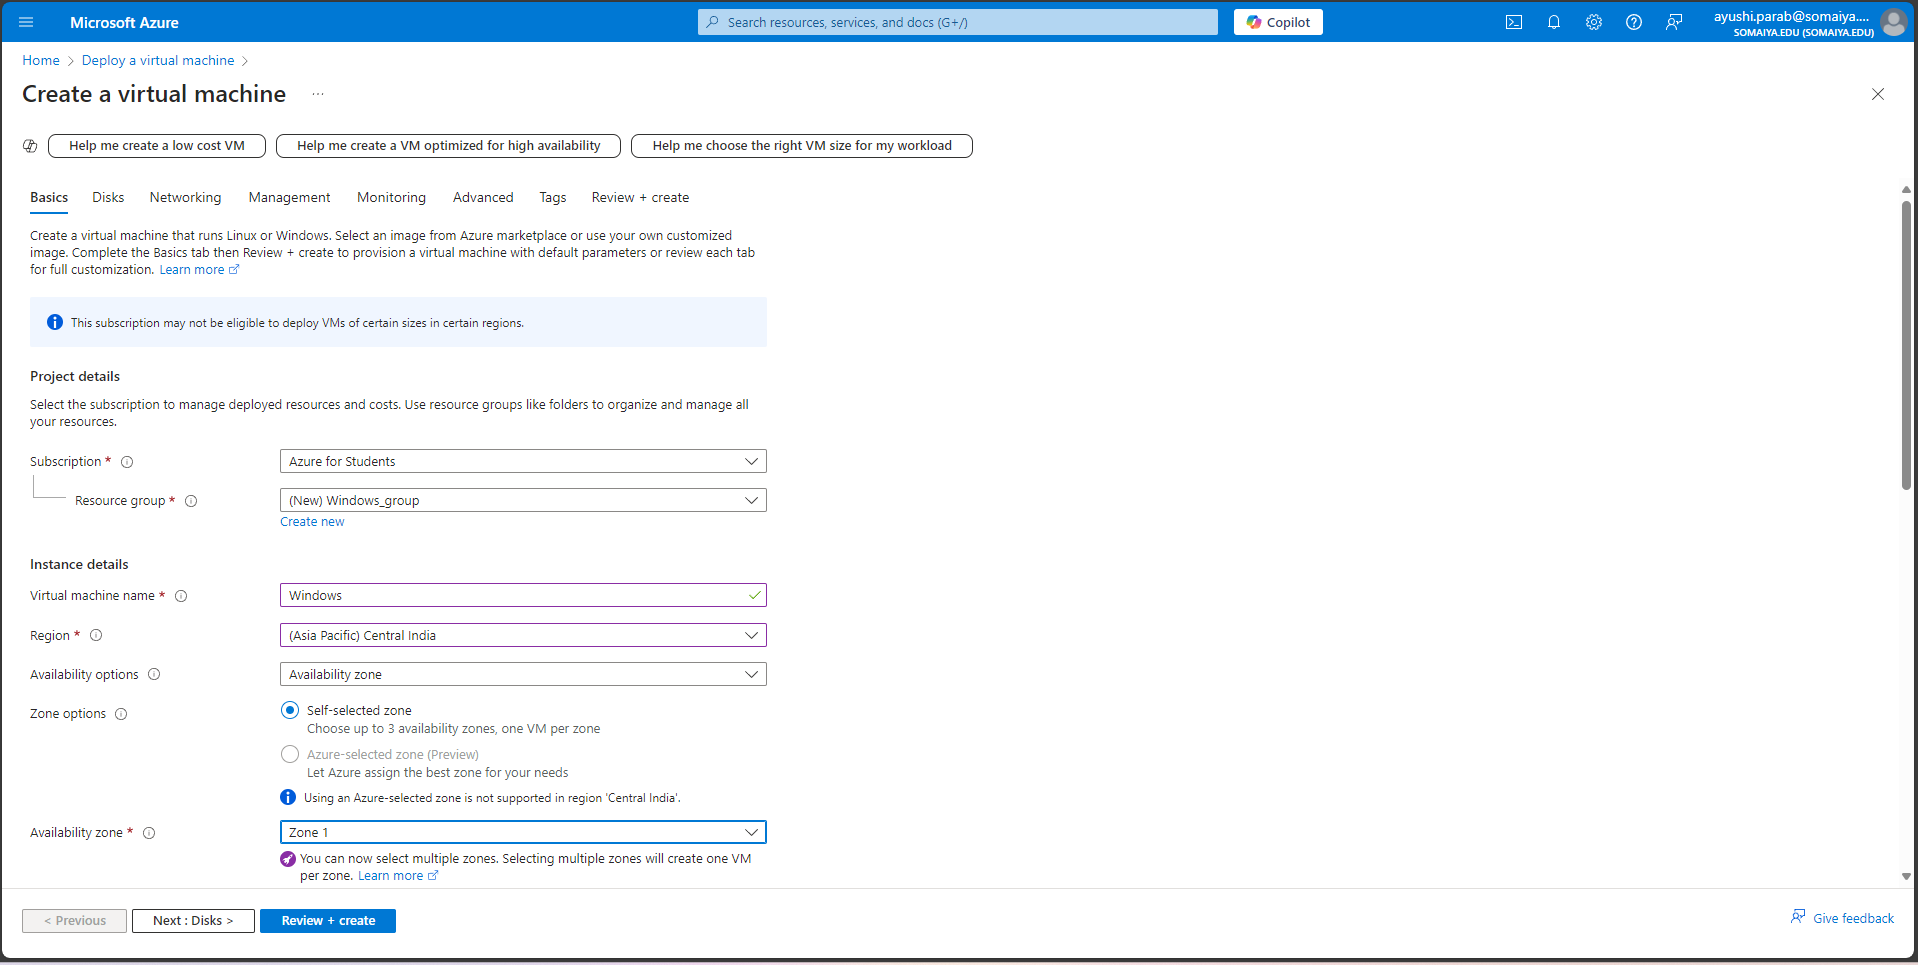 Microsoft Azure
Search resources, services, and docs (G+/)
Copilot
ayushi.parab@somaiya....
SOMAIYA.EDU (SOMAIYA.EDU)
Home > Deploy a virtual machine >
Create a virtual machine ...
Help me create a low cost VM
Help me create a VM optimized for high availability
Help me choose the right VM size for my workload
Basics Disks Networking Management Monitoring Advanced Tags Review + create
Create a virtual machine that runs Linux or Windows. Select an image from Azure marketplace or use your own customized
image. Complete the Basics tab then Review + create to provision a virtual machine with default parameters or review each tab
for full customization. Learn more
This subscription may not be eligible to deploy VMs of certain sizes in certain regions.
Project details
Select the subscription to manage deployed resources and costs. Use resource groups like folders to organize and manage all
your resources.
Subscription * Azure for Students
Resource group * (New) Windows_group
Create new
Instance details
Virtual machine name * Windows
Region * (Asia Pacific) Central India
Availability options Availability zone
Zone options Self-selected zone
Choose up to 3 availability zones, one VM per zone
Azure-selected zone (Preview)
Let Azure assign the best zone for your needs
Using an Azure-selected zone is not supported in region 'Central India'.
Availability zone * Zone 1
You can now select multiple zones. Selecting multiple zones will create one VM
per zone. Learn more
< Previous
Next : Disks >
Review + create
Give feedback